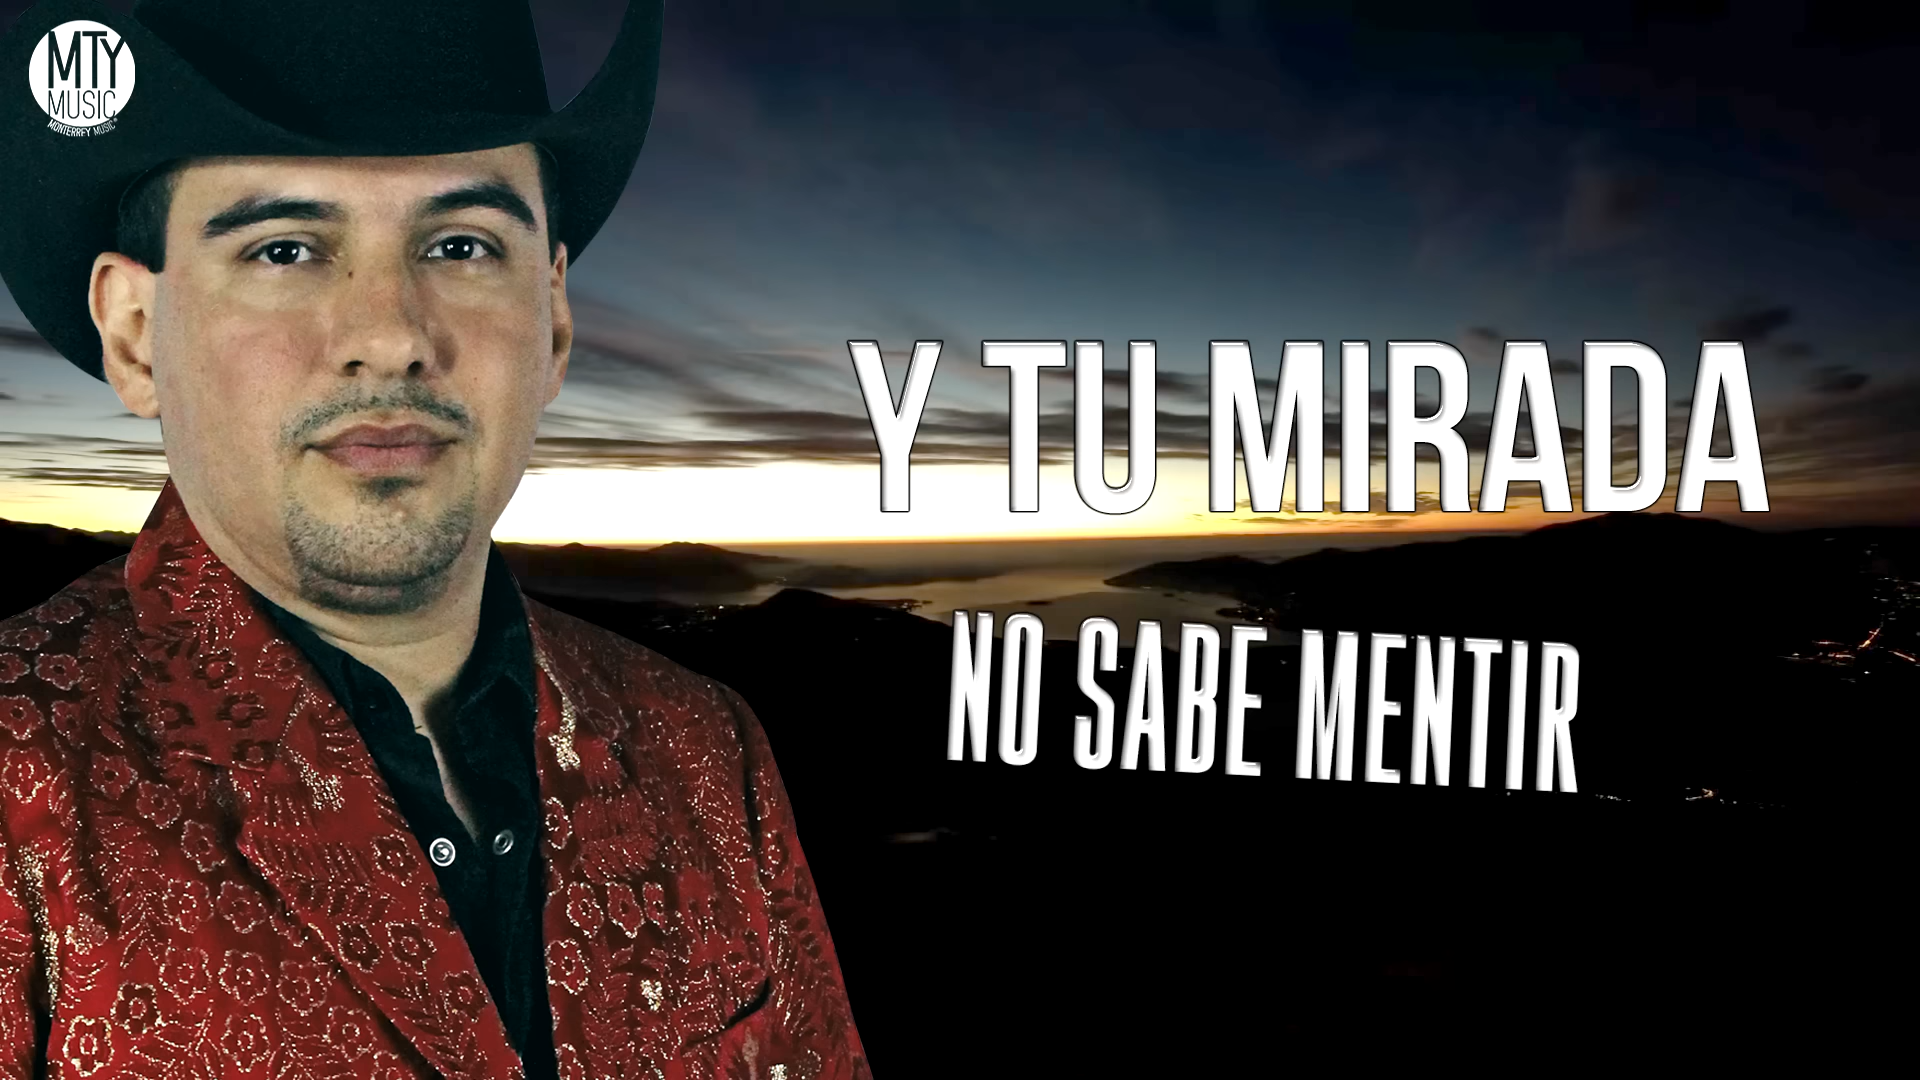 MTY
MUSIC
MONTERREY MUSIC
Y TU MIRADA
NO SABE MENTIR